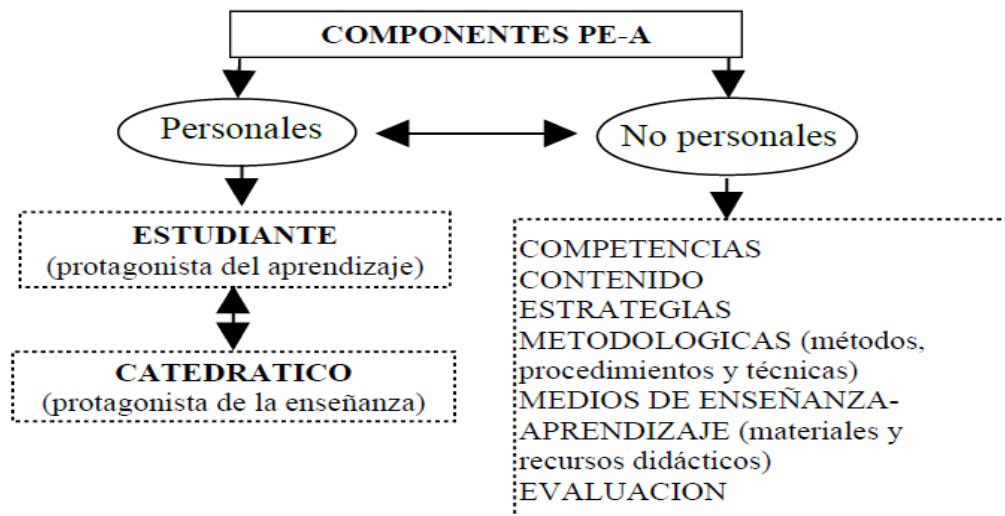 COMPONENTES PE-A
Personales
No personales
ESTUDIANTE
(protagonista del aprendizaje)
CATEDRATICO
(protagonista de la enseñanza)
COMPETENCIAS
CONTENIDO
ESTRATEGIAS
METODOLOGICAS (métodos,
procedimientos y técnicas)
MEDIOS DE ENSEÑANZA-
APRENDIZAJE (materiales y
recursos didácticos)
EVALUACION